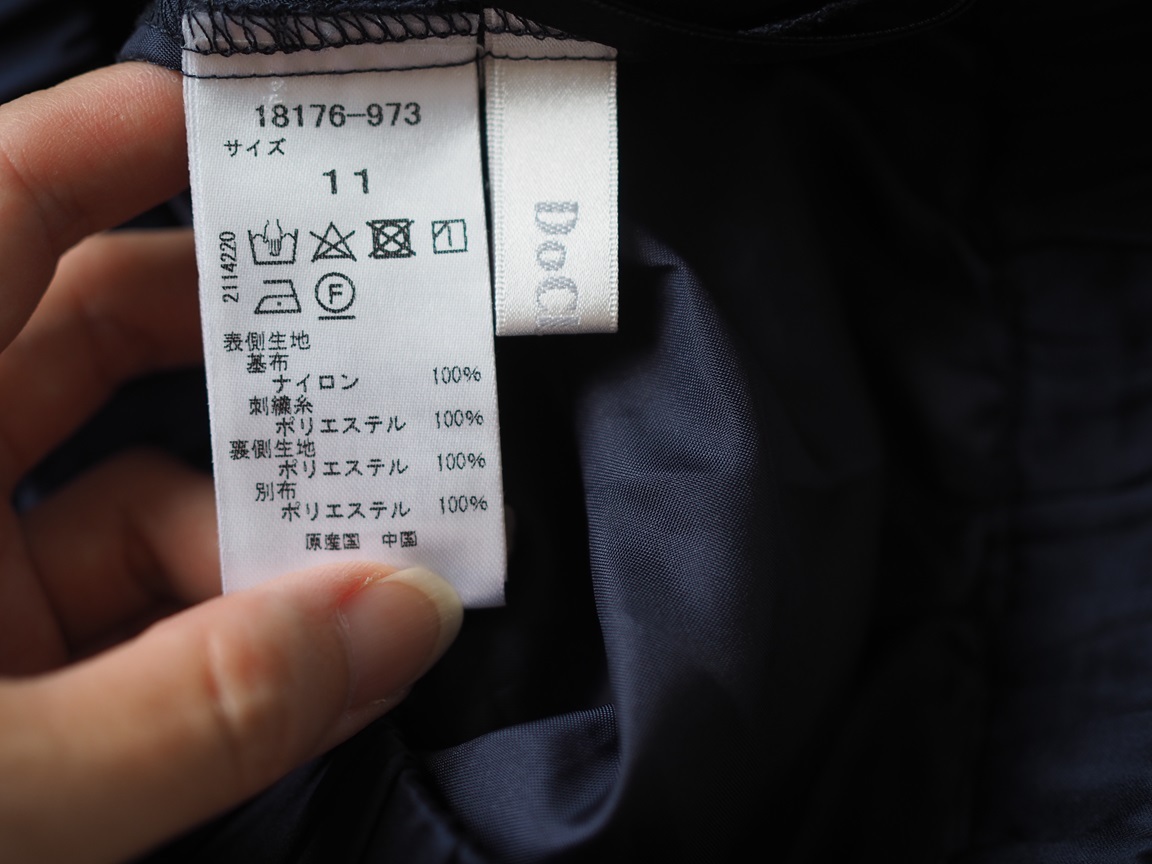 18176-973
サイズ
11
2114220
F
表側生地
基布
ナイロン 100%
刺繍糸
ポリエステル 100%
裏側生地
ポリエステル 100%
別布
ポリエステル 100%
原産国 中国
DoCl